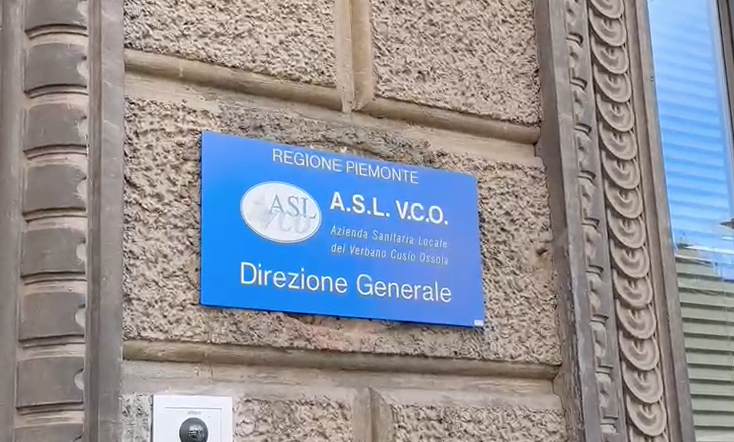 REGIONE PIEMONTE
ASL
VCO
A.S.L. V.C.O.
Azienda Sanitaria Locale
del Verbano Cusio Ossola
Direzione Generale